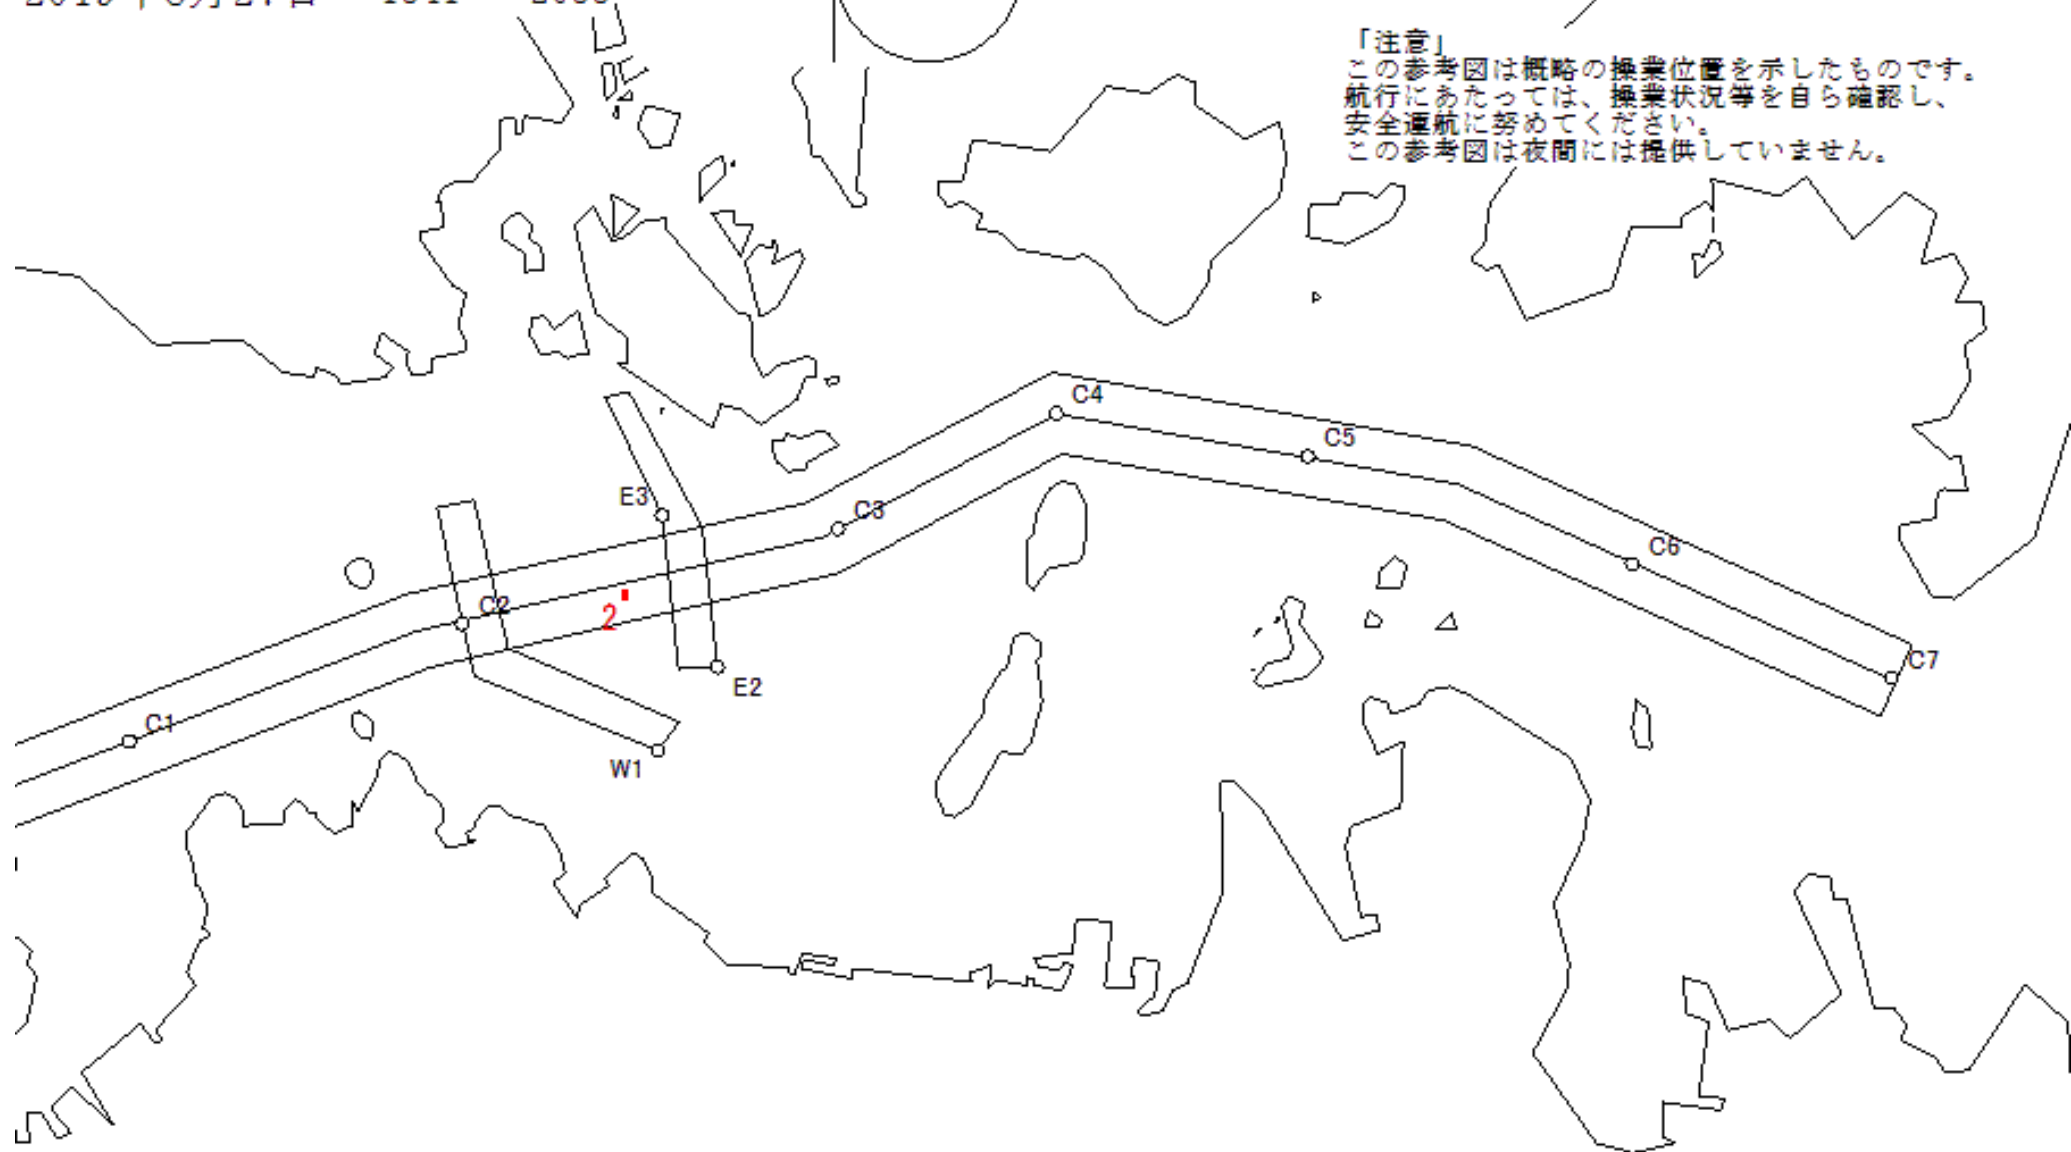 「注意」
この参考図は概略の操業位置を示したものです。
航行にあたっては、操業状況等を自ら確認し、
安全運航に努めてください。
この参考図は夜間には提供していません。
C4
C5
E3
C3
C6
C2
2
C7
E2
C1
W1